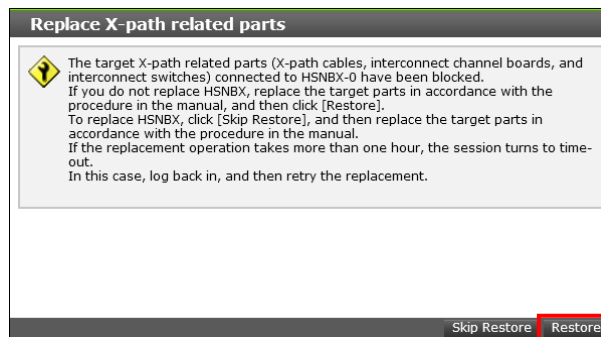 Replace X-path related parts
The target X-path related parts (X-path cables, interconnect channel boards, and
interconnect switches) connected to HSNBX-0 have been blocked.
If you do not replace HSNBX, replace the target parts in accordance with the
procedure in the manual, and then click [Restore].
To replace HSNBX, click [Skip Restore], and then replace the target parts in
accordance with the procedure in the manual.
If the replacement operation takes more than one hour, the session turns to time-
out.
In this case, log back in, and then retry the replacement.
Skip Restore Restore